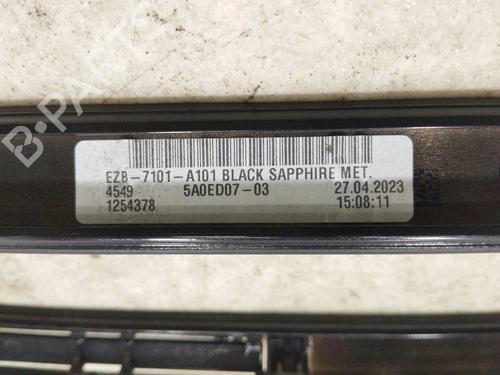 B-PARTS
EZB-7101-A101 BLACK SAPPHIRE MET.
4549 5A0ED07-03 27.04.2023
1254378 15:08:11